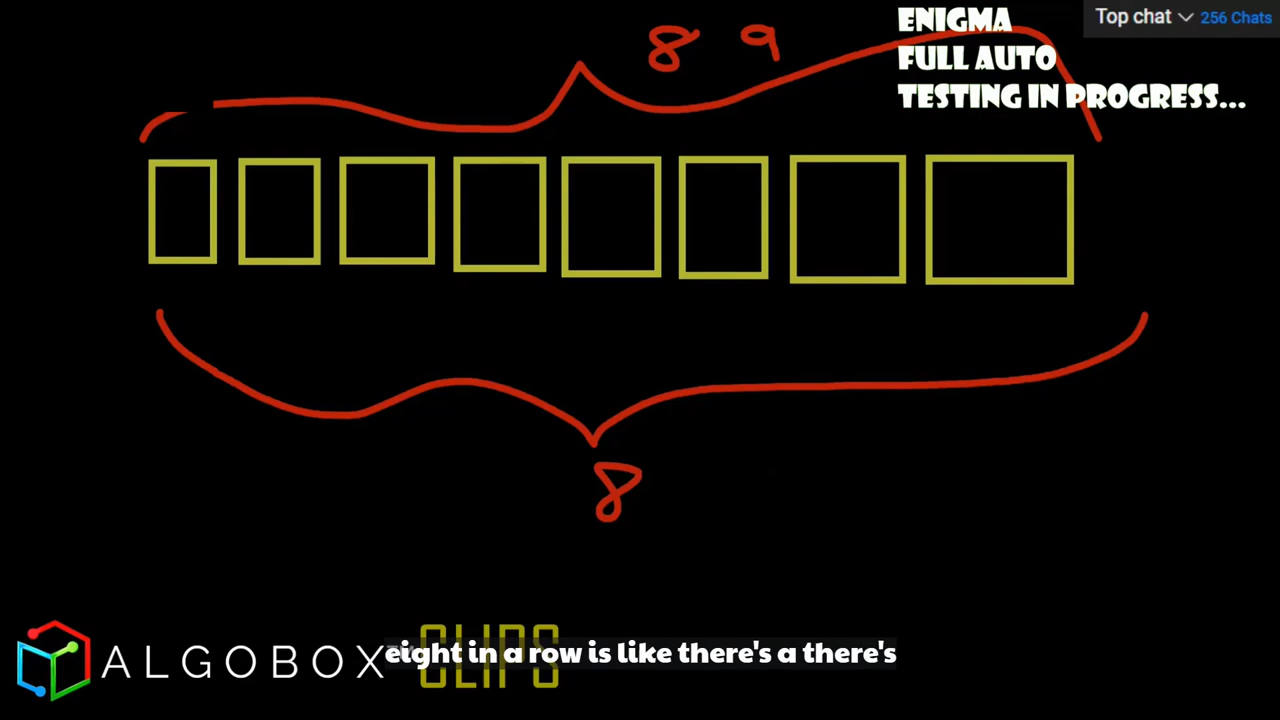 ENIGMA
FULL AUTO
TESTING IN PROGRESS...
Top chat 256 Chats
8 9
8
ALGOBOX CLIPS
eight in a row is like there's a there's